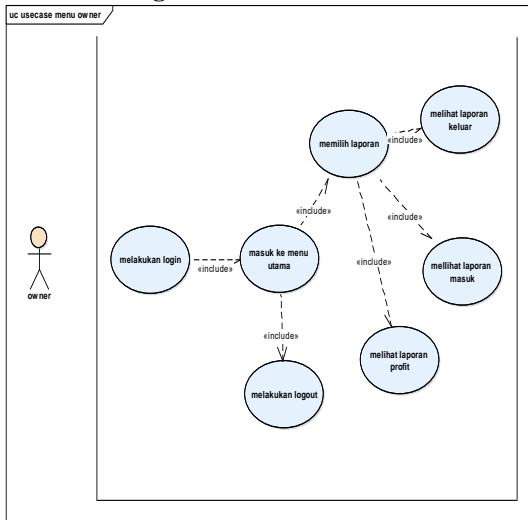 uc usecase menu owner
melihat laporan
keluar
memilih laporan
«include»
«include»
«include»
melakukan login
masuk ke menu
utama
«include»
«include»
mellihat laporan
masuk
owner
«include»
melihat laporan
profit
melakukan logout